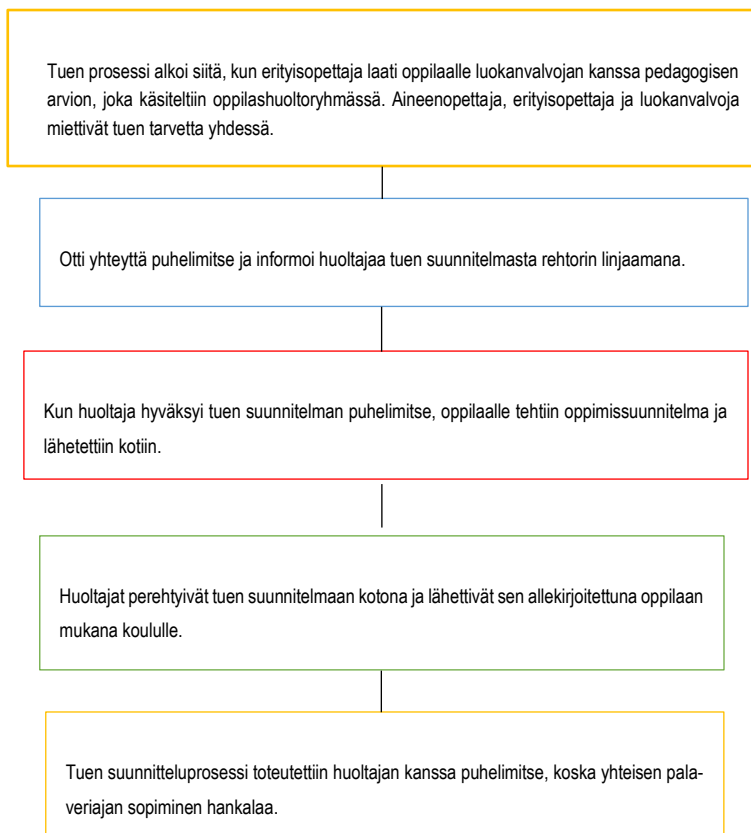 Tuen prosessi alkoi siitä, kun erityisopettaja laati oppilaalle luokanvalvojan kanssa pedagogisen
arvion, joka käsiteltiin oppilashuoltoryhmässä. Aineenopettaja, erityisopettaja ja luokanvalvoja
miettivät tuen tarvetta yhdessä.
Otti yhteyttä puhelimitse ja informoi huoltajaa tuen suunnitelmasta rehtorin linjaamana.
Kun huoltaja hyväksyi tuen suunnitelman puhelimitse, oppilaalle tehtiin oppimissuunnitelma ja
lähetettiin kotiin.
Huoltajat perehtyivät tuen suunnitelmaan kotona ja lähettivät sen allekirjoitettuna oppilaan
mukana koululle.
Tuen suunnitteluprosessi toteutettiin huoltajan kanssa puhelimitse, koska yhteisen pala-
veriajan sopiminen hankalaa.